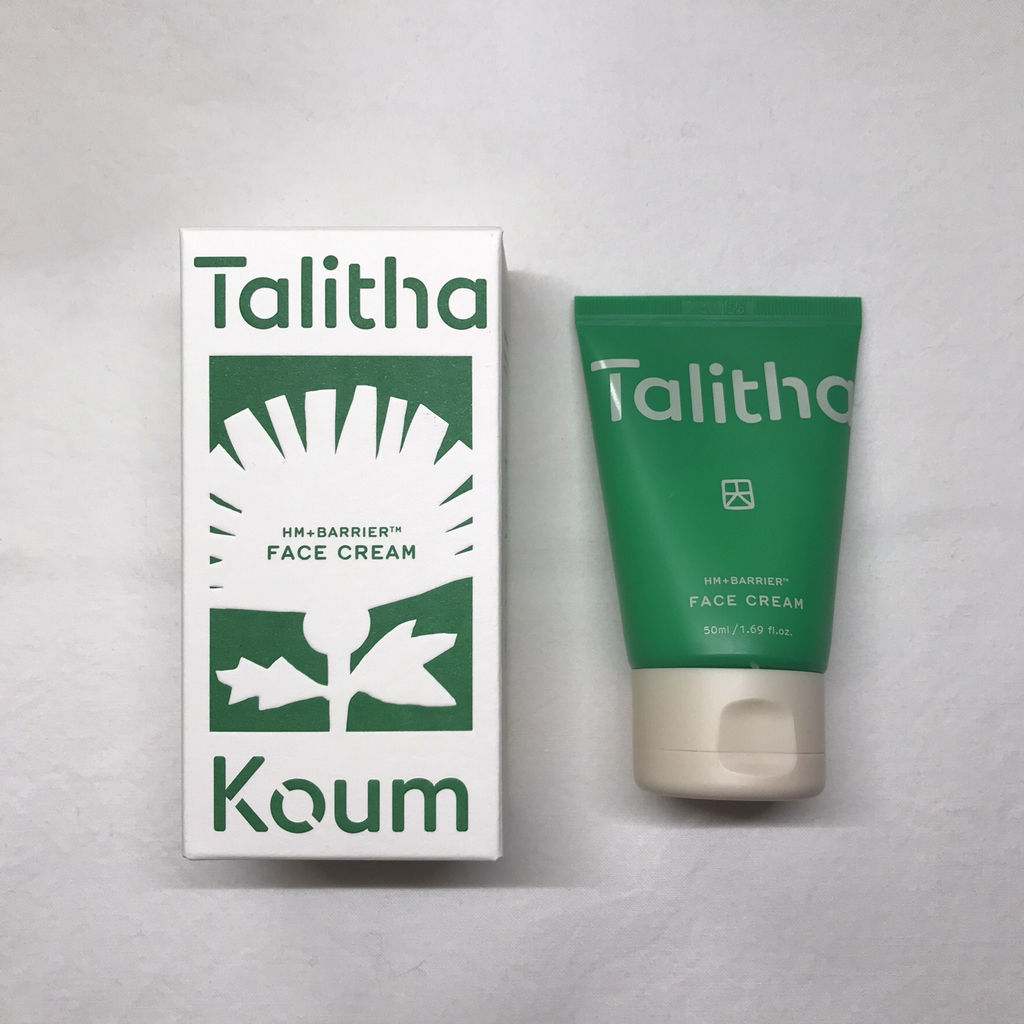 Talitha
HM+BARRIER™
FACE CREAM
Koum
Talitha
HM+BARRIER™
FACE CREAM
50ml/1.69 fl.oz.